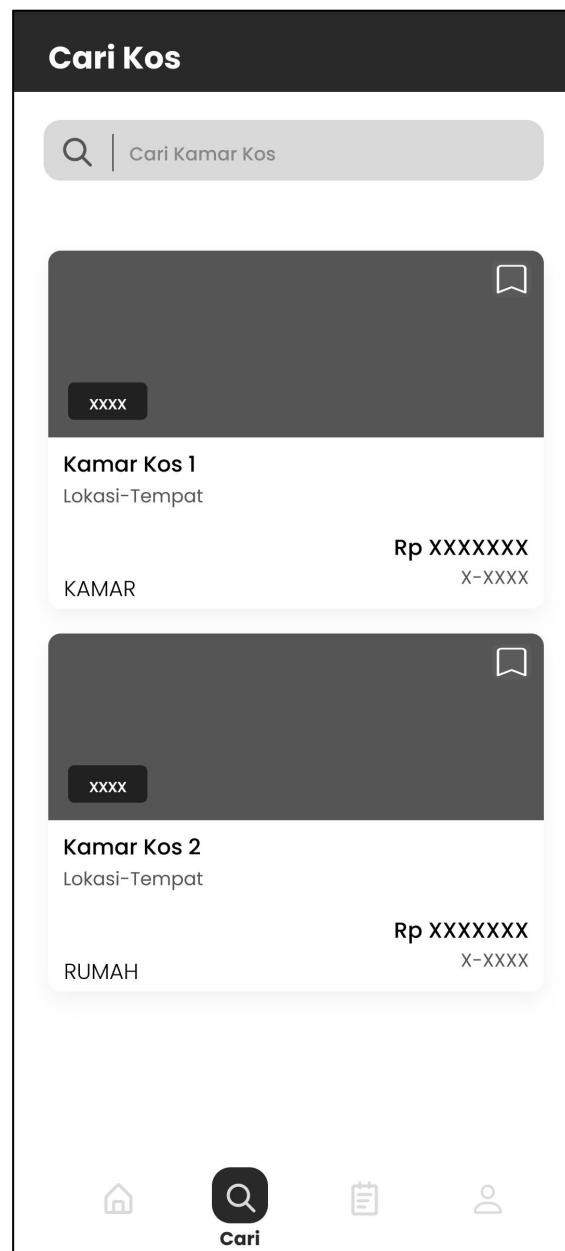 Cari Kos
Cari Kamar Kos
xxxx
Kamar Kos 1
Lokasi-Tempat
Rp XXXXXXX
X-XXXX
KAMAR
xxxx
Kamar Kos 2
Lokasi-Tempat
Rp XXXXXXX
X-XXXX
RUMAH
Cari